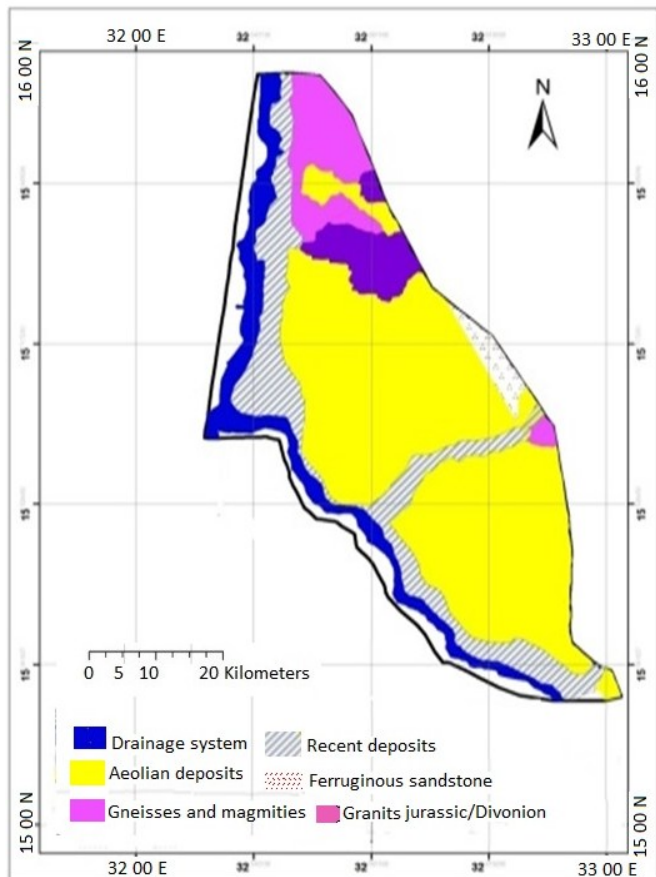 32 00 E 32 32 32 33 00 E
16 00 N
16 00 N
N
15
15
15
15
15
15
15
15
0 5 10 20 Kilometers
Drainage system
Recent deposits
Aeolian deposits
Ferruginous sandstone
Gneisses and magmities
Granits jurassic/Divonion
15 00 N
15 00 N
32 00 E 32 32 32 33 00 E